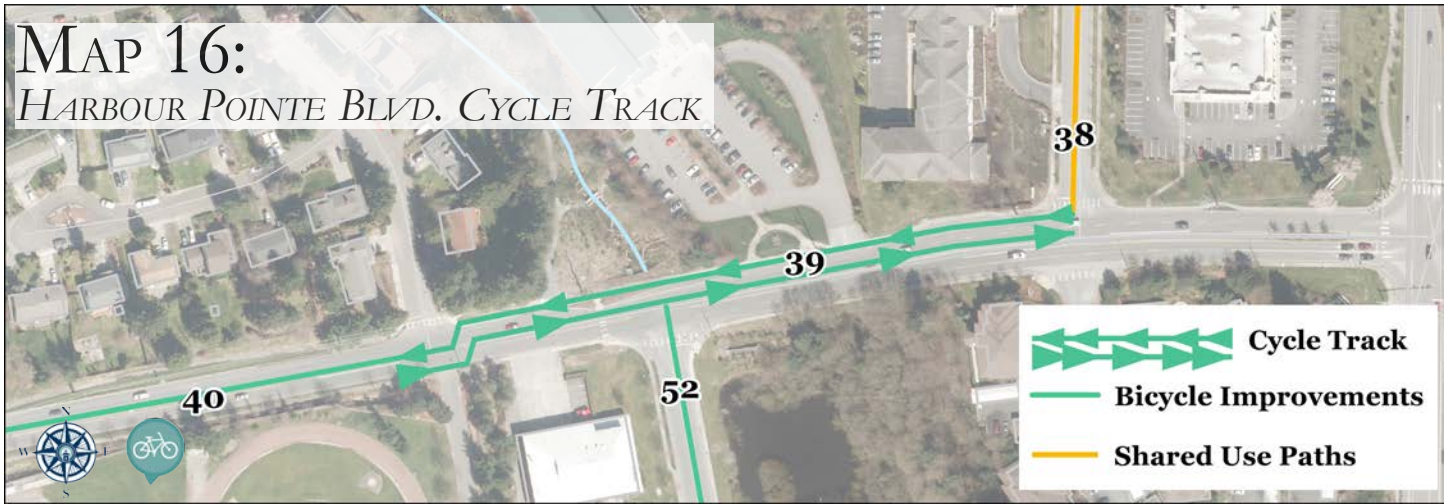 MAP 16:
HARBOUR POINTE BLVD. CYCLE TRACK
38
39
40
52
N
W
E
S
Cycle Track
Bicycle Improvements
Shared Use Paths